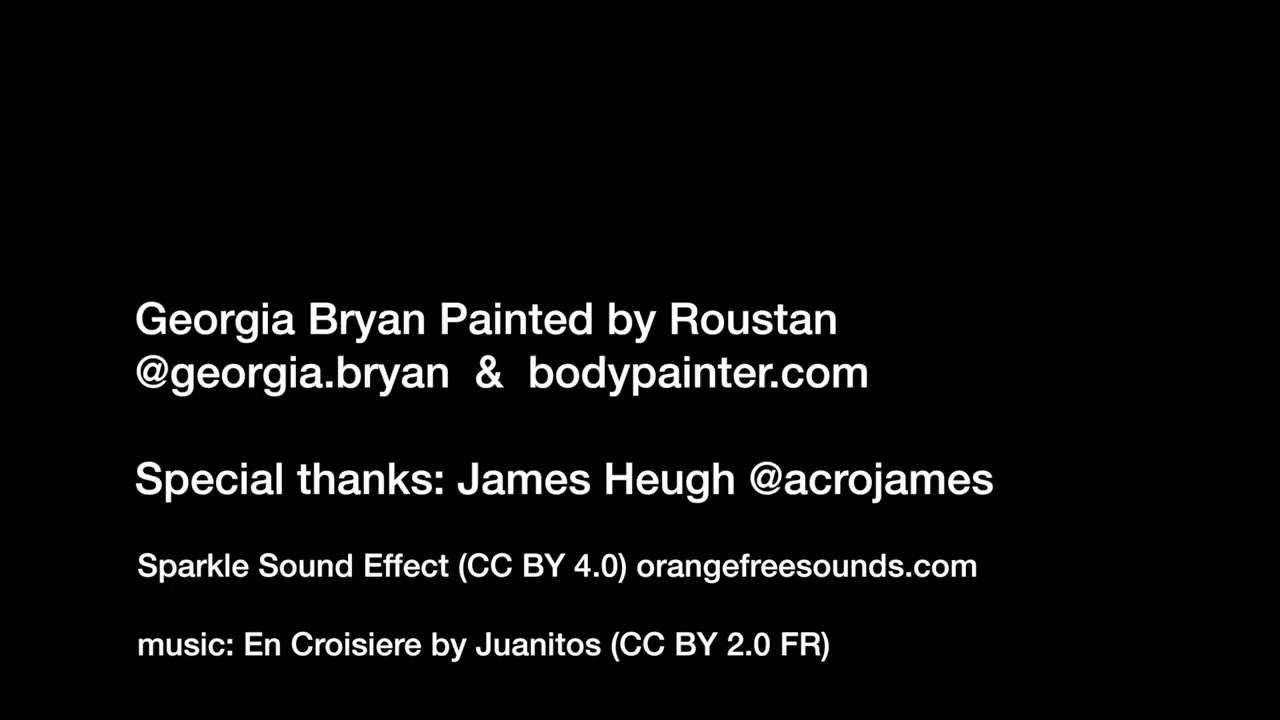 Georgia Bryan Painted by Roustan
@georgia.bryan & bodypainter.com
Special thanks: James Heugh @acrojames
Sparkle Sound Effect (CC BY 4.0) orangefreesounds.com
music: En Croisiere by Juanitos (CC BY 2.0 FR)